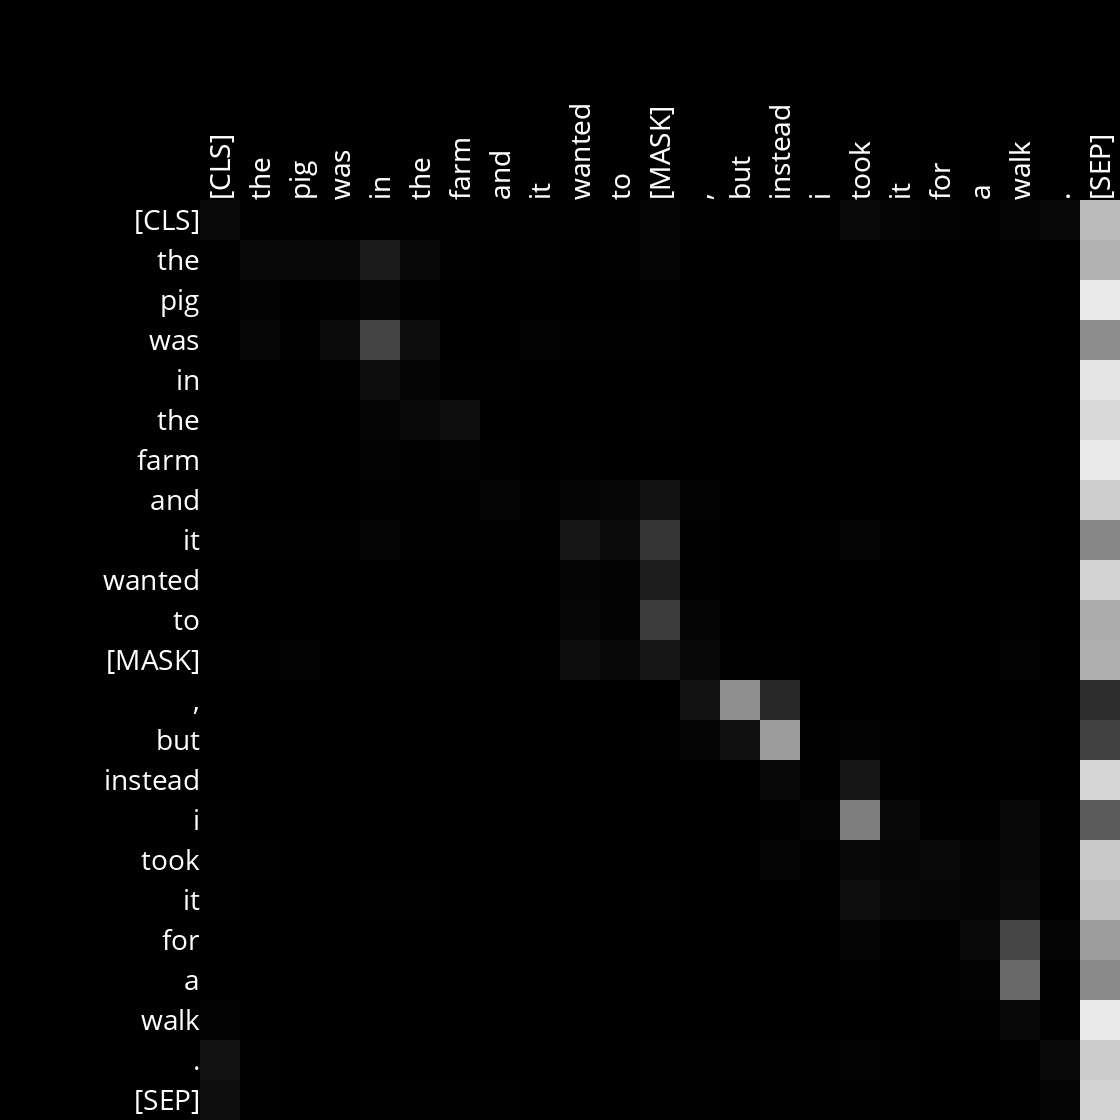 [CLS] the pig was in the farm and it wanted to [MASK] , but instead i took it for a walk . [SEP]
[CLS]
the
pig
was
in
the
farm
and
it
wanted
to
[MASK]
,
but
instead
i
took
it
for
a
walk
.
[SEP]